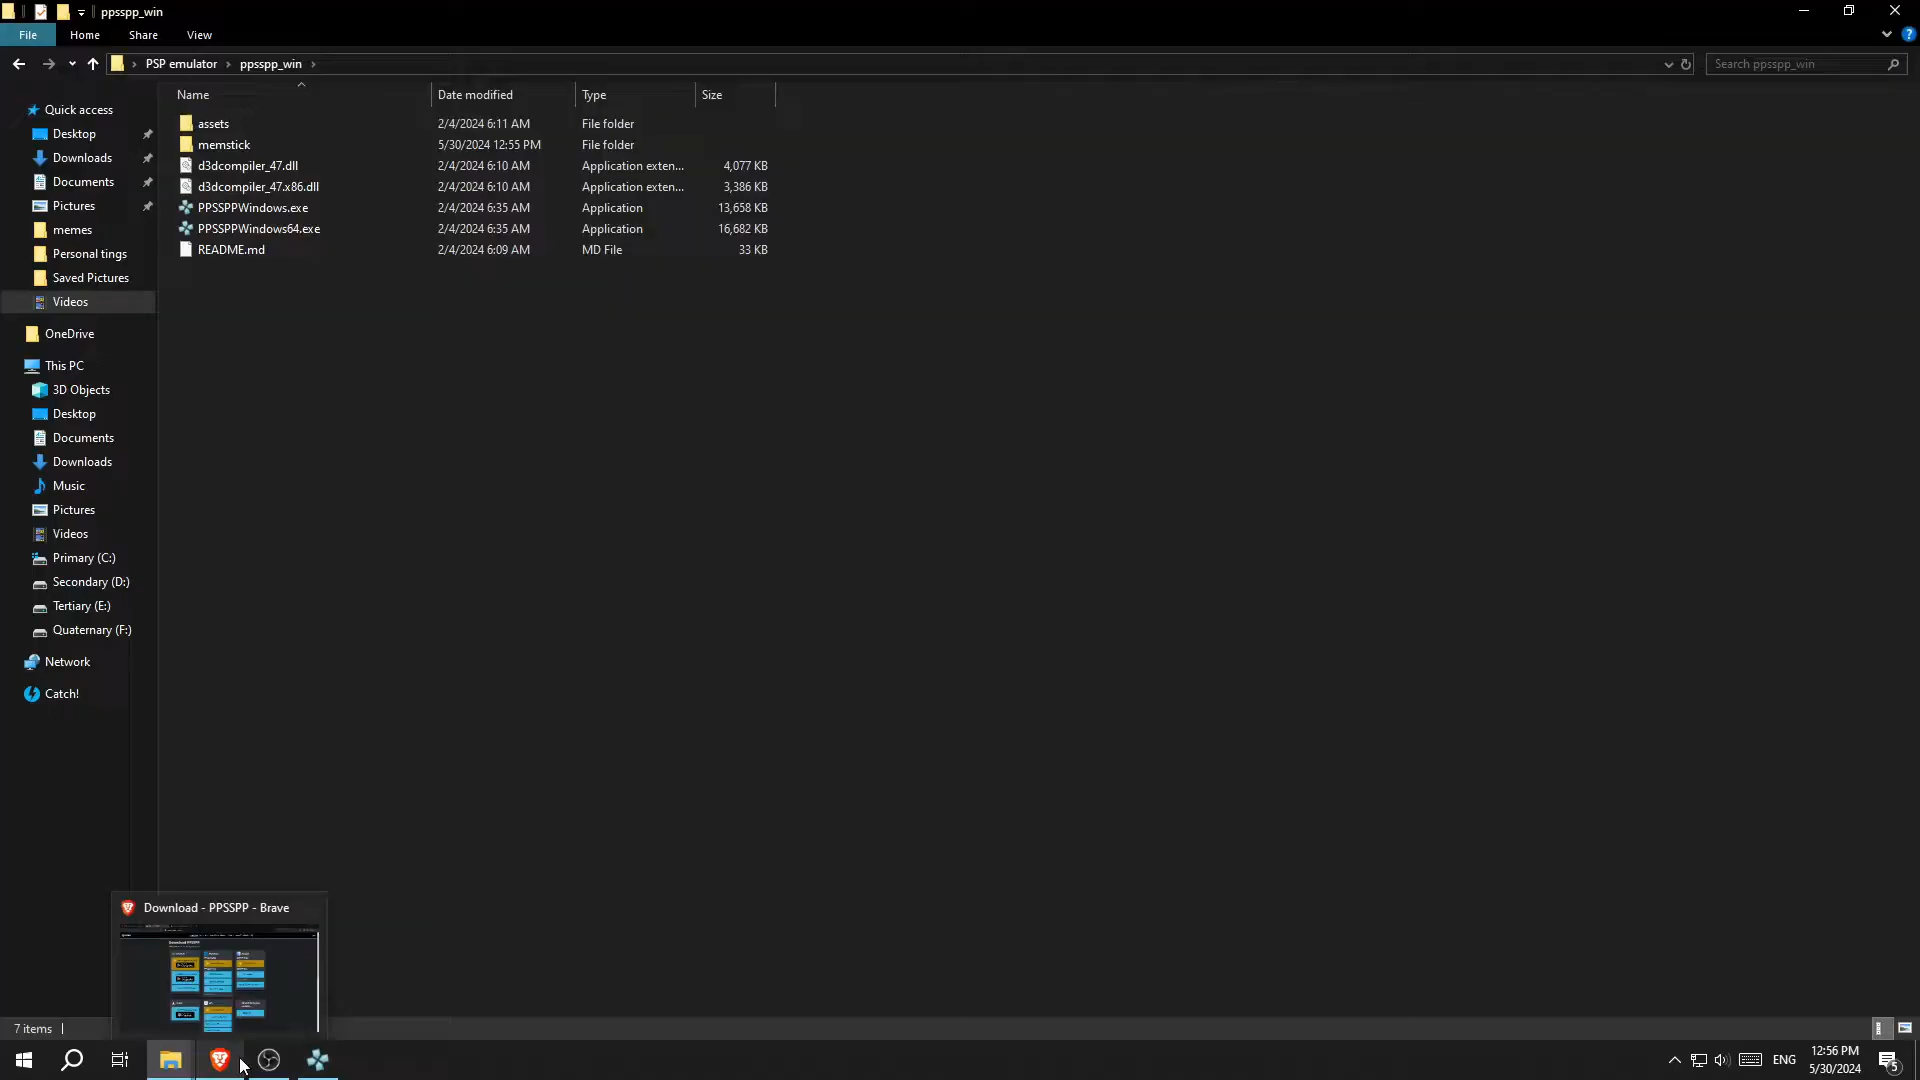 ppsspp_win
File Home Share View
PSP emulator ppsspp_win Search ppsspp_win
Name Date modified Type Size
assets 2/4/2024 6:11 AM File folder
memstick 5/30/2024 12:55 PM File folder
d3dcompiler_47.dll 2/4/2024 6:10 AM Application exten... 4,077 KB
d3dcompiler_47.x86.dll 2/4/2024 6:10 AM Application exten... 3,386 KB
PPSSPPWindows.exe 2/4/2024 6:35 AM Application 13,658 KB
PPSSPPWindows64.exe 2/4/2024 6:35 AM Application 16,682 KB
README.md 2/4/2024 6:09 AM MD File 33 KB
Quick access
Desktop
Downloads
Documents
Pictures
memes
Personal tings
Saved Pictures
Videos
OneDrive
This PC
3D Objects
Desktop
Documents
Downloads
Music
Pictures
Videos
Primary (C:)
Secondary (D:)
Tertiary (E:)
Quaternary (F:)
Network
Catch!
Download - PPSSPP - Brave
7 items
ENG
12:56 PM
5/30/2024
5